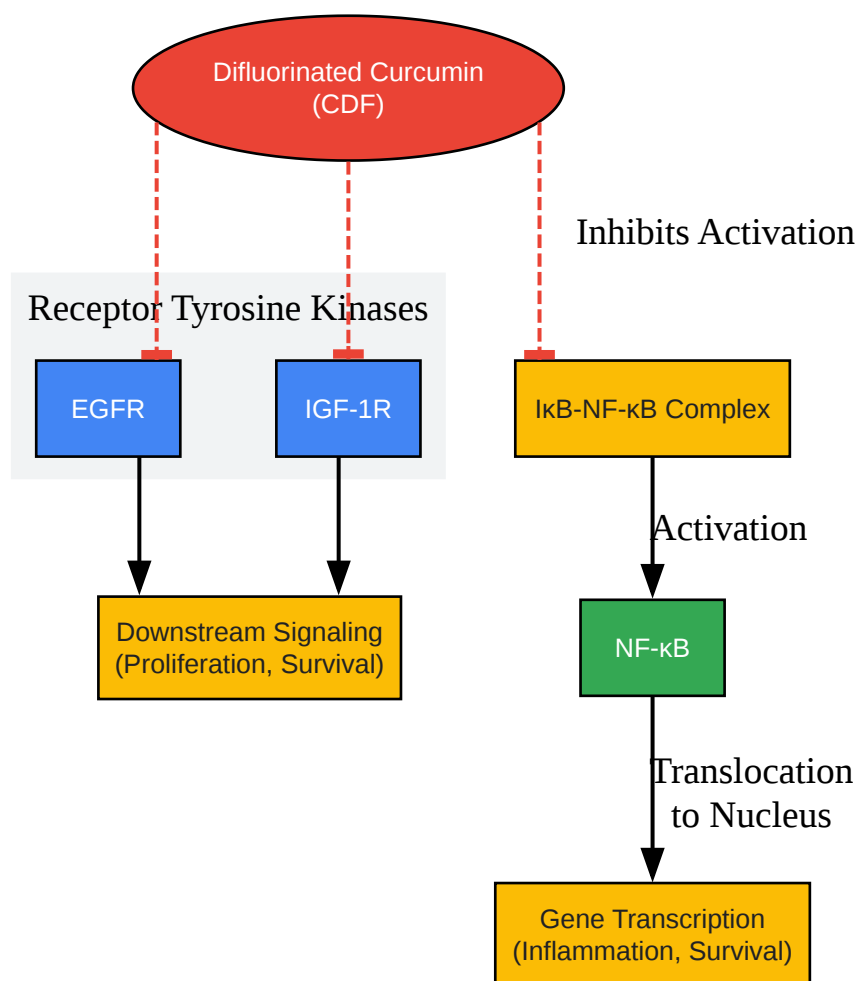 Difluorinated Curcumin
(CDF)
Inhibits Activation
Receptor Tyrosine Kinases
EGFR
IGF-1R
IκB-NF-κB Complex
Activation
Downstream Signaling
(Proliferation, Survival)
NF-κB
Translocation
to Nucleus
Gene Transcription
(Inflammation, Survival)